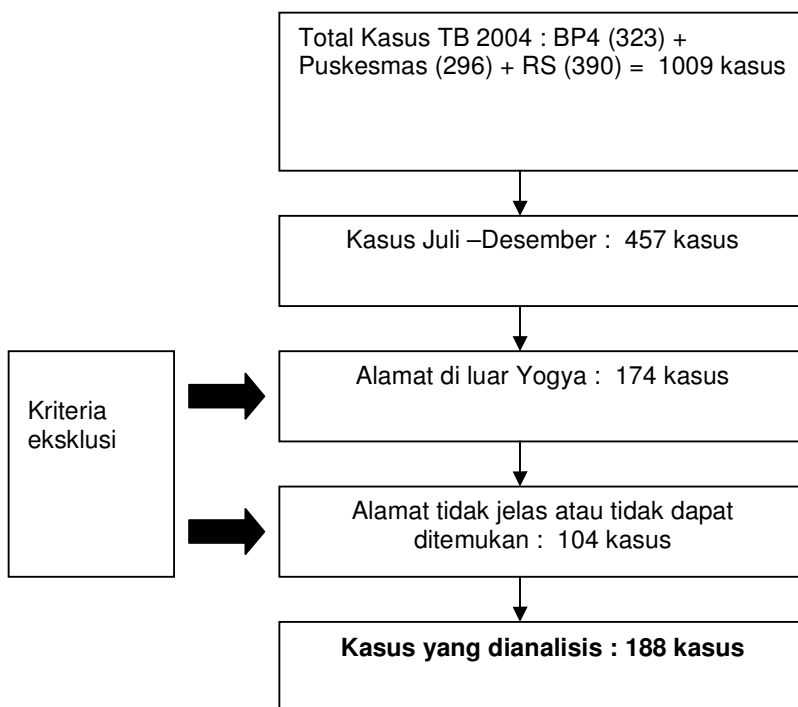 Total Kasus TB 2004 : BP4 (323) +
Puskesmas (296) + RS (390) = 1009 kasus
Kasus Juli –Desember : 457 kasus
Alamat di luar Yogya : 174 kasus
Kriteria
eksklusi
Alamat tidak jelas atau tidak dapat
ditemukan : 104 kasus
Kasus yang dianalisis : 188 kasus